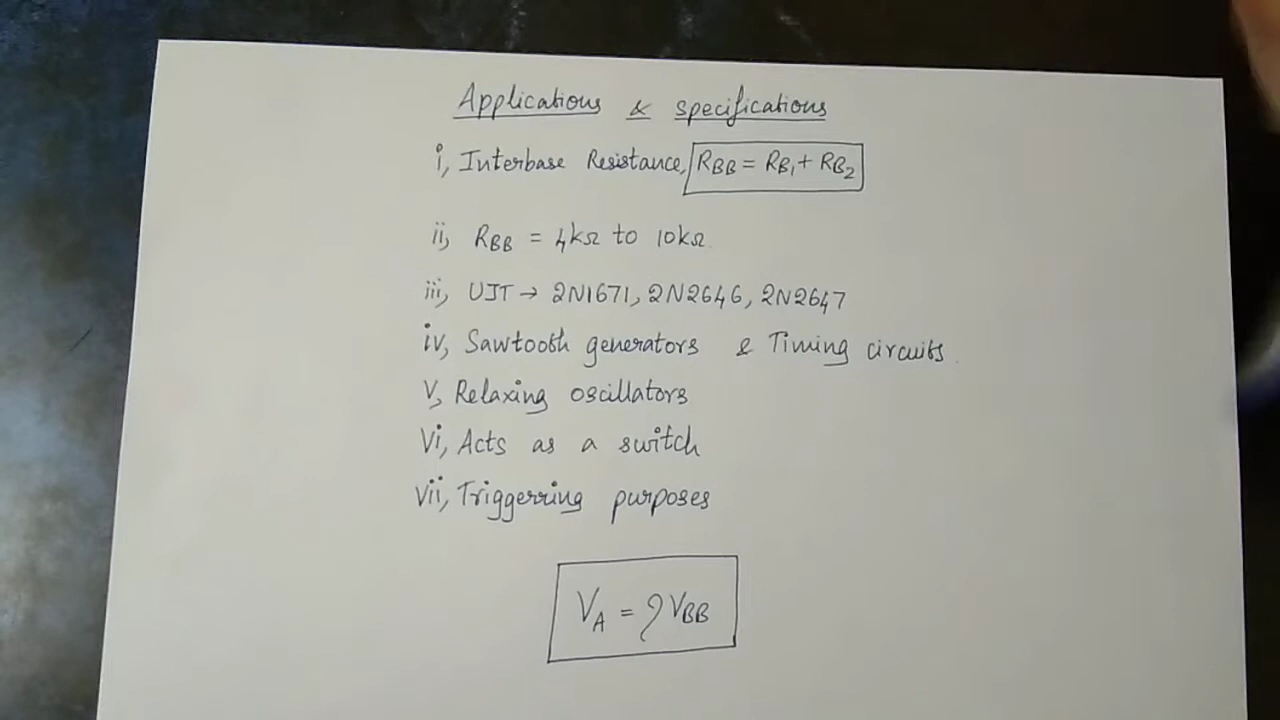 Applications & specifications
i, Interbase Resistance, RBB = RB1 + RB2
ii, RBB = 4kΩ to 10kΩ
iii, UJT → 2N1671, 2N2646, 2N2647
iv, Sawtooth generators & Timing circuits.
v, Relaxing oscillators
Vi, Acts as a switch
Vii, Triggerring purposes
VA = ηVBB